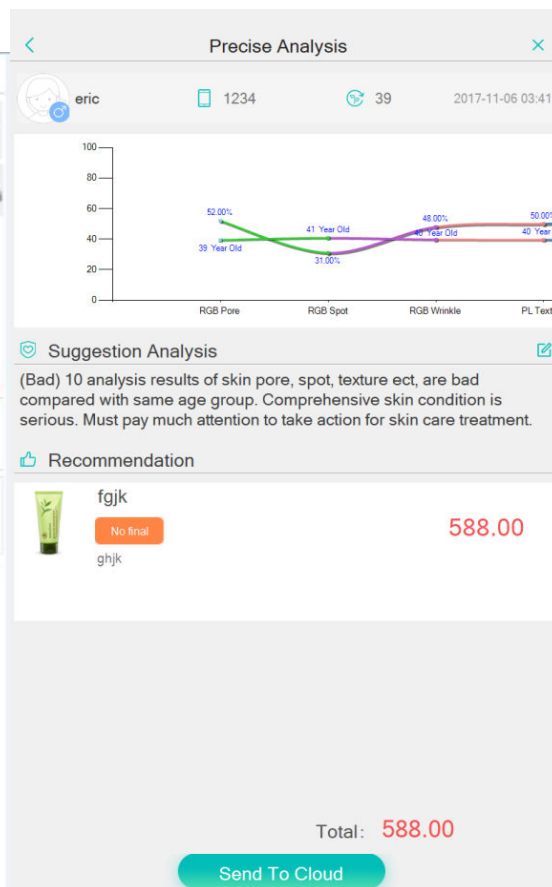 Precise Analysis
eric 1234 39 2017-11-06 03:41
100
80
60
40
20
0
52.00%
39 Year Old
41 Year Old
31.00%
48.00%
40 Year Old
50.00%
40 Year
RGB Pore RGB Spot RGB Wrinkle PL Text
Suggestion Analysis
(Bad) 10 analysis results of skin pore, spot, texture ect, are bad
compared with same age group. Comprehensive skin condition is
serious. Must pay much attention to take action for skin care treatment.
Recommendation
fgjk
No final
588.00
ghjk
Total: 588.00
Send To Cloud